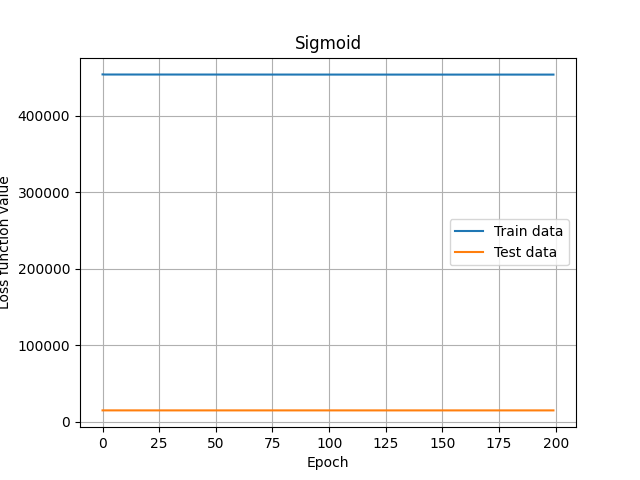 Sigmoid
400000
300000
200000
100000
0
Loss function value
Train data
Test data
0 25 50 75 100 125 150 175 200
Epoch